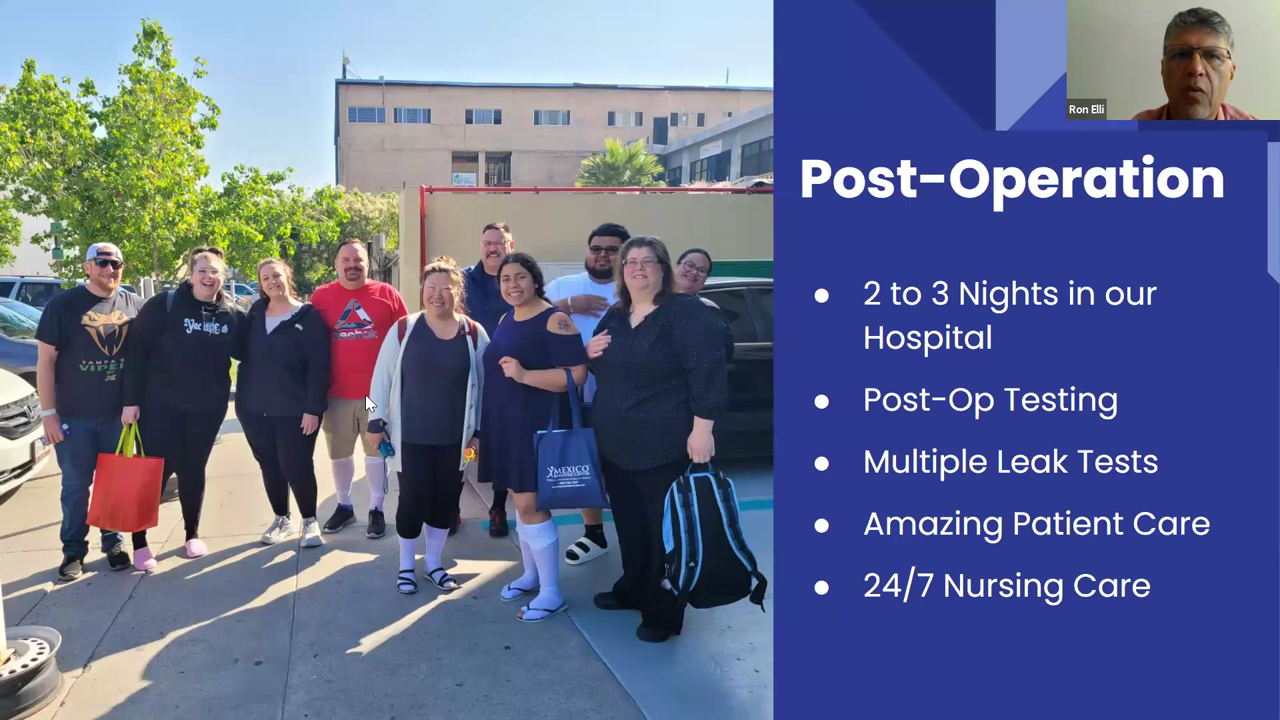 Ron Elli
Post-Operation
● 2 to 3 Nights in our
Hospital
● Post-Op Testing
● Multiple Leak Tests
● Amazing Patient Care
● 24/7 Nursing Care
Reebok
MEXICO